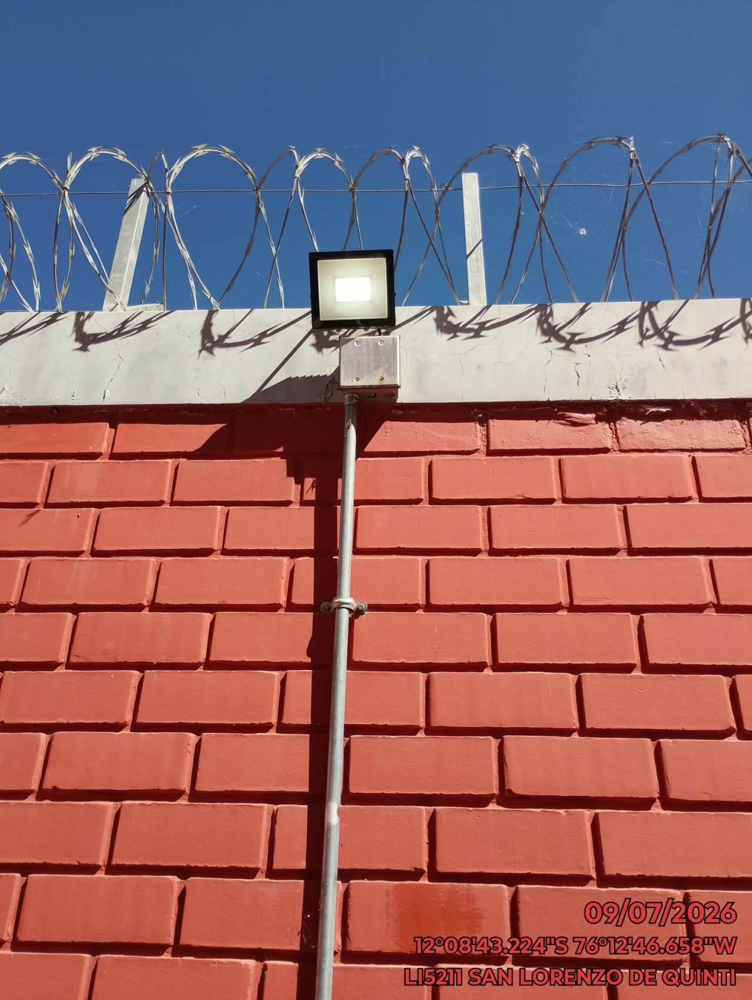 09/07/2026
12°08'43.224"S 76°12'46.658"W
LI5211 SAN LORENZO DE QUINTI